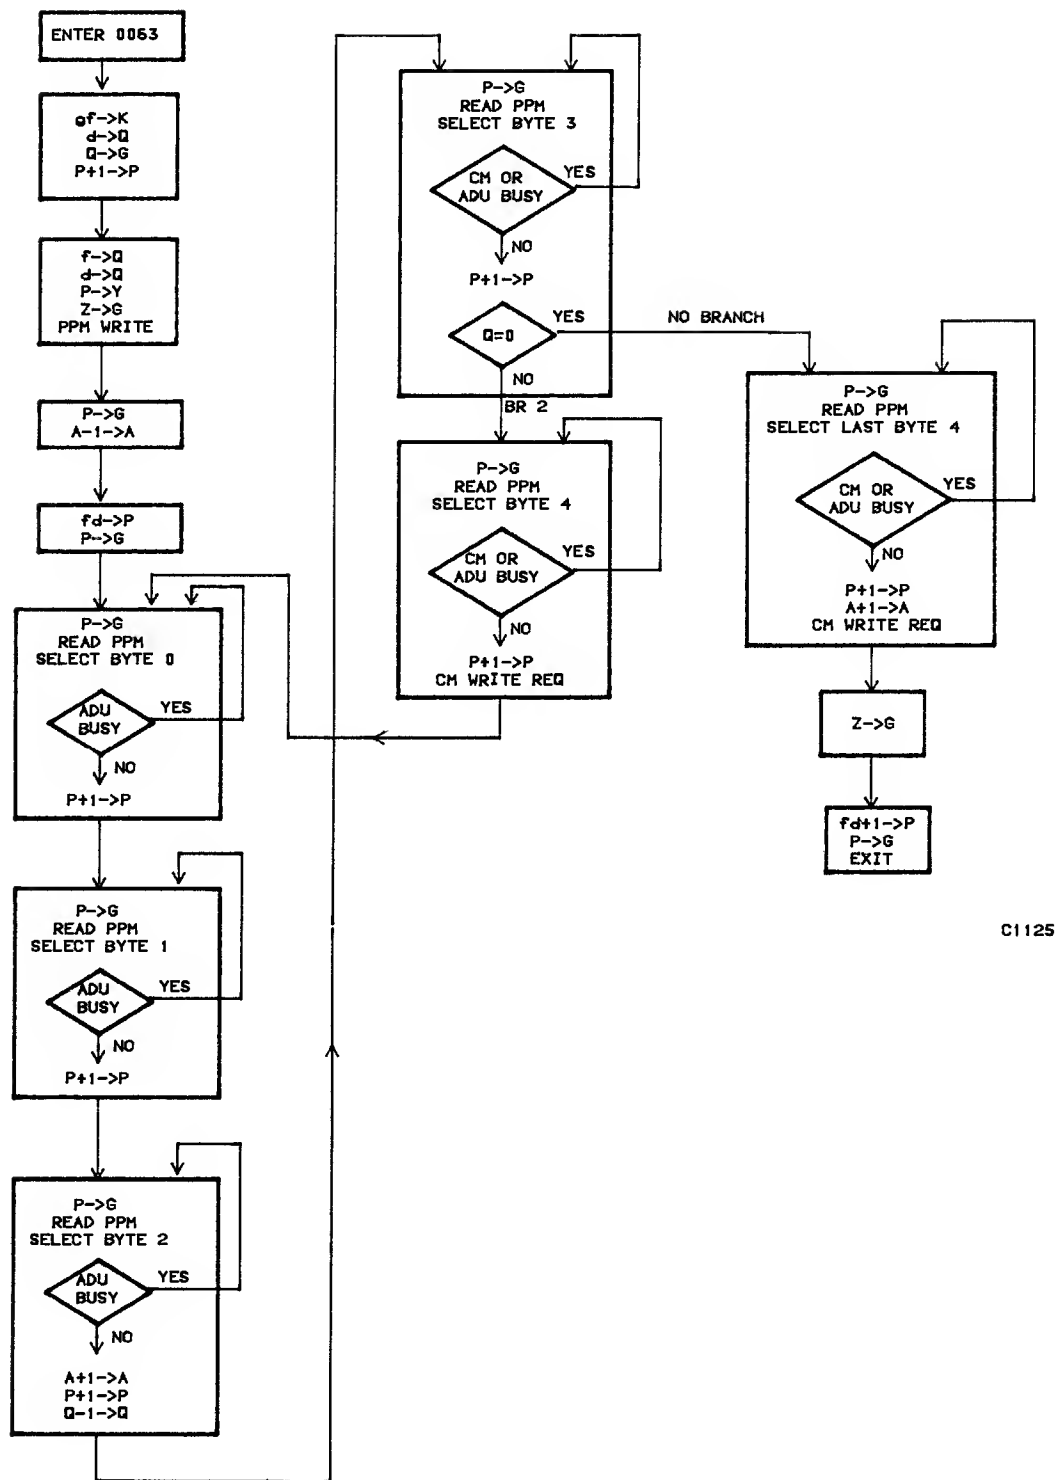 ENTER 0063
gf->K
d->Q
Q->G
P+1->P
f->Q
d->Q
P->Y
Z->G
PPM WRITE
P->G
A-1->A
fd->P
P->G
P->G
READ PPM
SELECT BYTE 0
ADU
BUSY
YES
NO
P+1->P
P->G
READ PPM
SELECT BYTE 1
ADU
BUSY
YES
NO
P+1->P
P->G
READ PPM
SELECT BYTE 2
ADU
BUSY
YES
NO
A+1->A
P+1->P
Q-1->Q
P->G
READ PPM
SELECT BYTE 3
CM OR
ADU BUSY
YES
NO
P+1->P
Q=0
YES
NO BRANCH
NO
BR 2
P->G
READ PPM
SELECT BYTE 4
CM OR
ADU BUSY
YES
NO
P+1->P
CM WRITE REQ
P->G
READ PPM
SELECT LAST BYTE 4
CM OR
ADU BUSY
YES
NO
P+1->P
A+1->A
CM WRITE REQ
Z->G
fd+1->P
P->G
EXIT
C1125